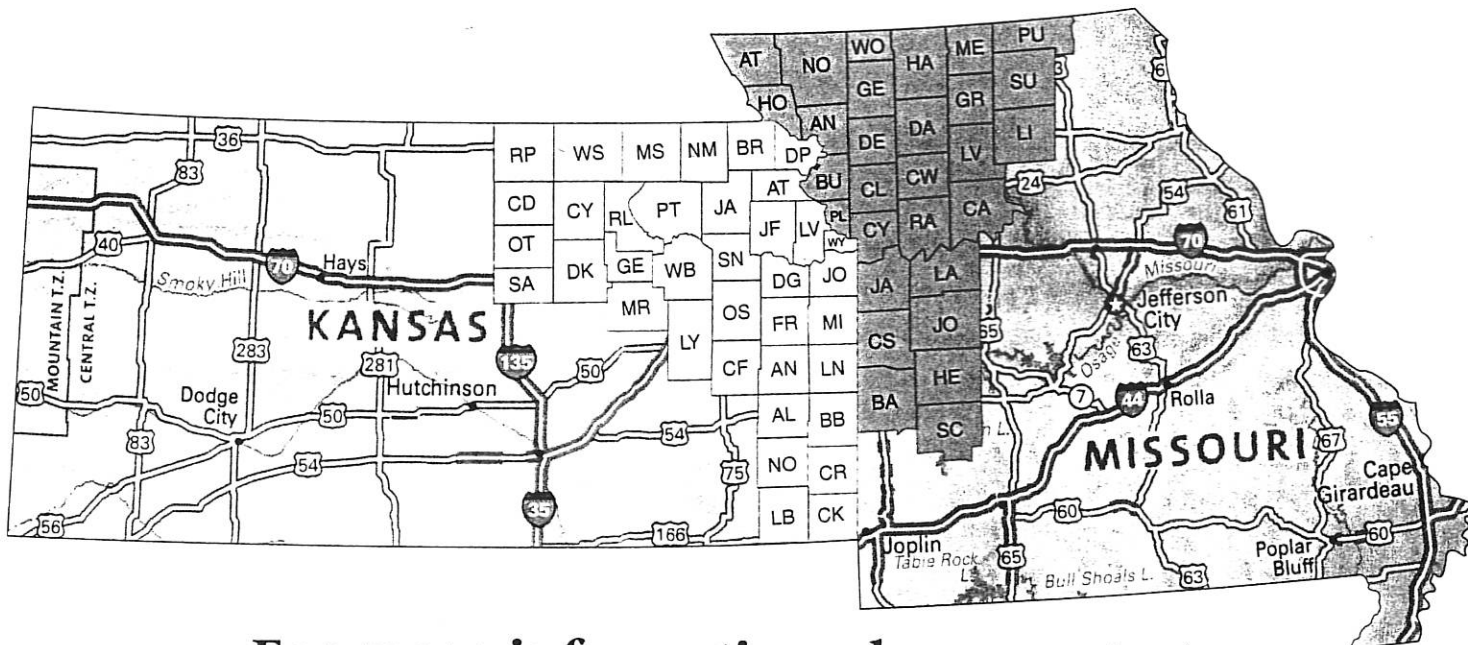 PU
ME
WO
HA
AT
NO
SU
GE
GR
HO
AN
DE
DA
LI
36
RP
WS
MS
NM
BR
DP
LV
83
BU
CL
CW
24
54
CD
CY
RL
PT
JA
AT
PL
CY
RA
CA
61
40
OT
JF
LV
WY
70
70
Hays
SN
DK
GE
WB
LA
Missouri
Smoky Hill
SA
DG
JO
JA
Jefferson
City
MR
OS
KANSAS
FR
MI
JO
65
MOUNTAIN T.Z.
CENTRAL T.Z.
LY
CS
Osage
63
283
281
135
50
CF
AN
LN
HE
50
Dodge
City
Hutchinson
BA
7
44
Rolla
55
50
AL
BB
SC
n L.
67
83
54
54
MISSOURI
NO
CR
75
Cape
Girardeau
56
35
LB
CK
60
60
166
Joplin
Poplar
Bluff
Table Rock
L.
65
Bull Shoals L.
63